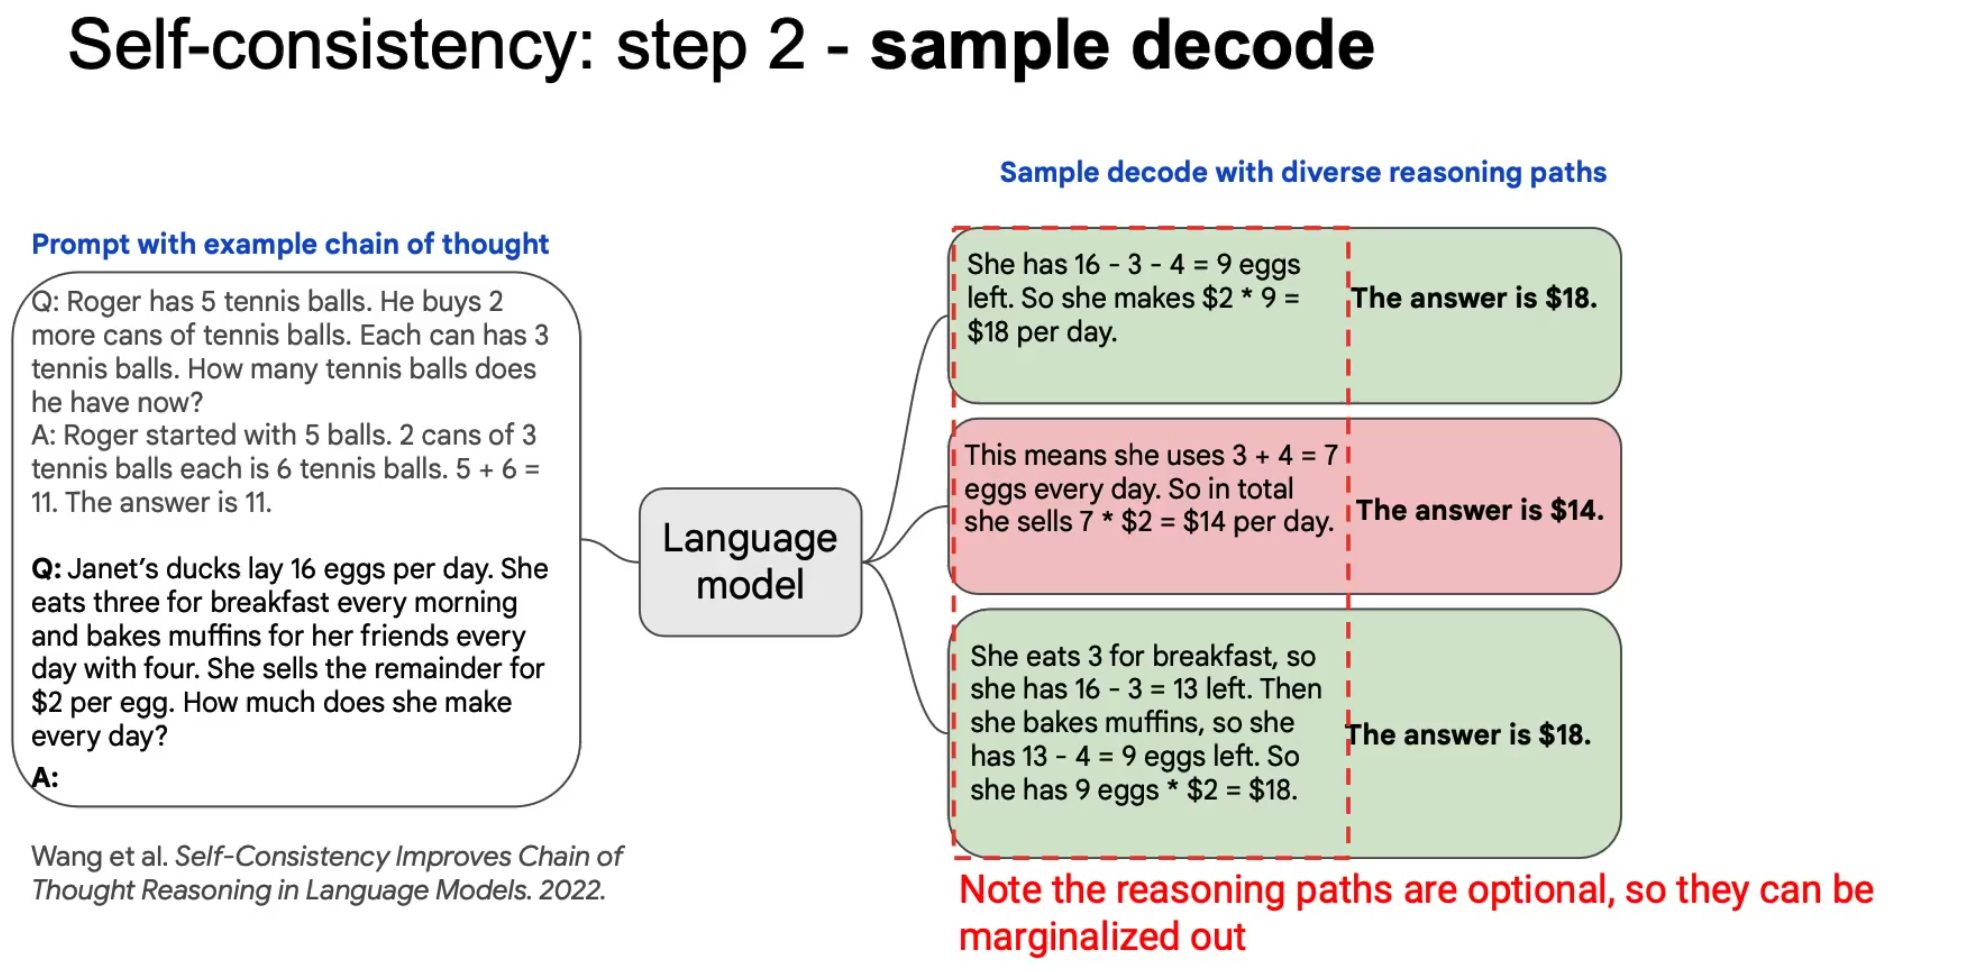 Self-consistency: step 2 - sample decode
Prompt with example chain of thought
Q: Roger has 5 tennis balls. He buys 2
more cans of tennis balls. Each can has 3
tennis balls. How many tennis balls does
he have now?
A: Roger started with 5 balls. 2 cans of 3
tennis balls each is 6 tennis balls. 5 + 6 =
11. The answer is 11.
Q: Janet’s ducks lay 16 eggs per day. She
eats three for breakfast every morning
and bakes muffins for her friends every
day with four. She sells the remainder for
$2 per egg. How much does she make
every day?
A:
Language
model
Sample decode with diverse reasoning paths
She has 16 - 3 - 4 = 9 eggs
left. So she makes $2 * 9 =
$18 per day.
The answer is $18.
This means she uses 3 + 4 = 7
eggs every day. So in total
she sells 7 * $2 = $14 per day.
The answer is $14.
She eats 3 for breakfast, so
she has 16 - 3 = 13 left. Then
she bakes muffins, so she
has 13 - 4 = 9 eggs left. So
she has 9 eggs * $2 = $18.
The answer is $18.
Wang et al. Self-Consistency Improves Chain of
Thought Reasoning in Language Models. 2022.
Note the reasoning paths are optional, so they can be
marginalized out